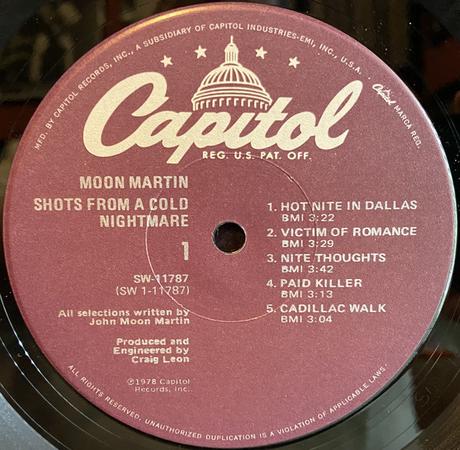 MFD. BY CAPITOL RECORDS, INC., A SUBSIDIARY OF CAPITOL INDUSTRIES-EMI, INC., U.S.A.
Capitol MARCA REG.
Capitol
REG. U.S. PAT. OFF.
MOON MARTIN
SHOTS FROM A COLD
NIGHTMARE
1
SW-11787
(SW 1-11787)
All selections written by
John Moon Martin
Produced and
Engineered by
Craig Leon
℗1978 Capitol
Records, Inc.
1. HOT NITE IN DALLAS
BMI 3:22
2. VICTIM OF ROMANCE
BMI 3:29
3. NITE THOUGHTS
BMI 3:42
4. PAID KILLER
BMI 3:13
5. CADILLAC WALK
BMI 3:04
ALL RIGHTS RESERVED. UNAUTHORIZED DUPLICATION IS A VIOLATION OF APPLICABLE LAWS.